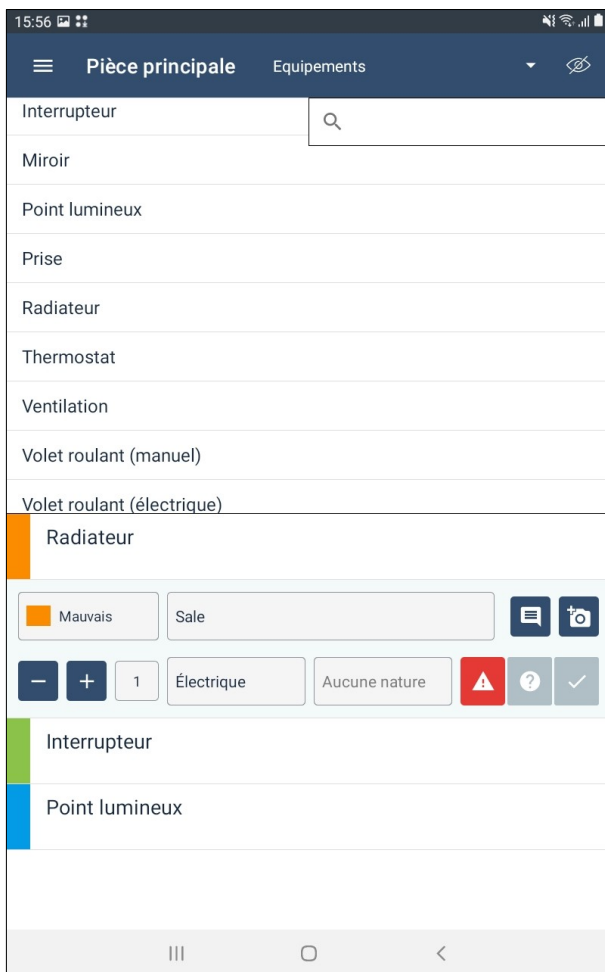 15:56
Pièce principale Equipements
Interrupteur
Miroir
Point lumineux
Prise
Radiateur
Thermostat
Ventilation
Volet roulant (manuel)
Volet roulant (électrique)
Radiateur
Mauvais Sale
1 Électrique Aucune nature
Interrupteur
Point lumineux